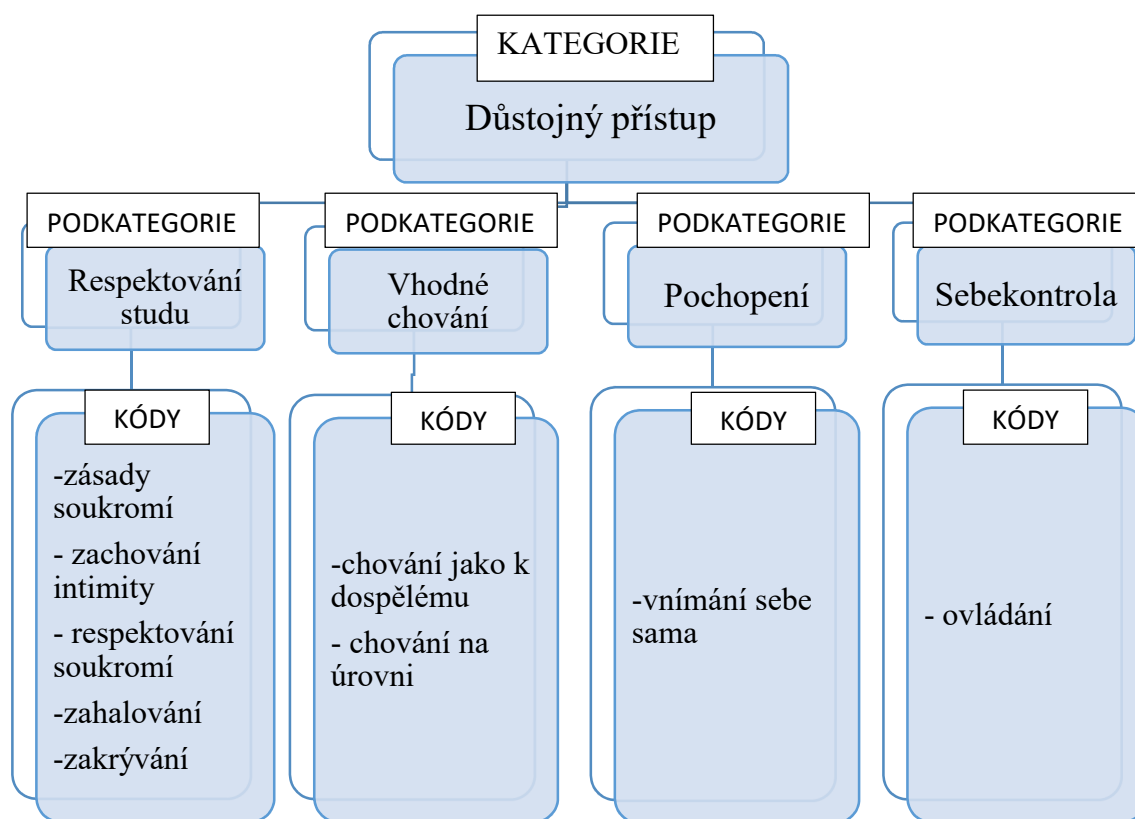 KATEGORIE
Důstojný přístup
PODKATEGORIE
Respektování
studu
KÓDY
-zásady
soukromí
- zachování
intimity
- respektování
soukromí
-zahalování
-zakrývání
PODKATEGORIE
Vhodné
chování
KÓDY
-chování jako k
dospělému
- chování na
úrovni
PODKATEGORIE
Pochopení
KÓDY
-vnímání sebe
sama
PODKATEGORIE
Sebekontrola
KÓDY
- ovládání